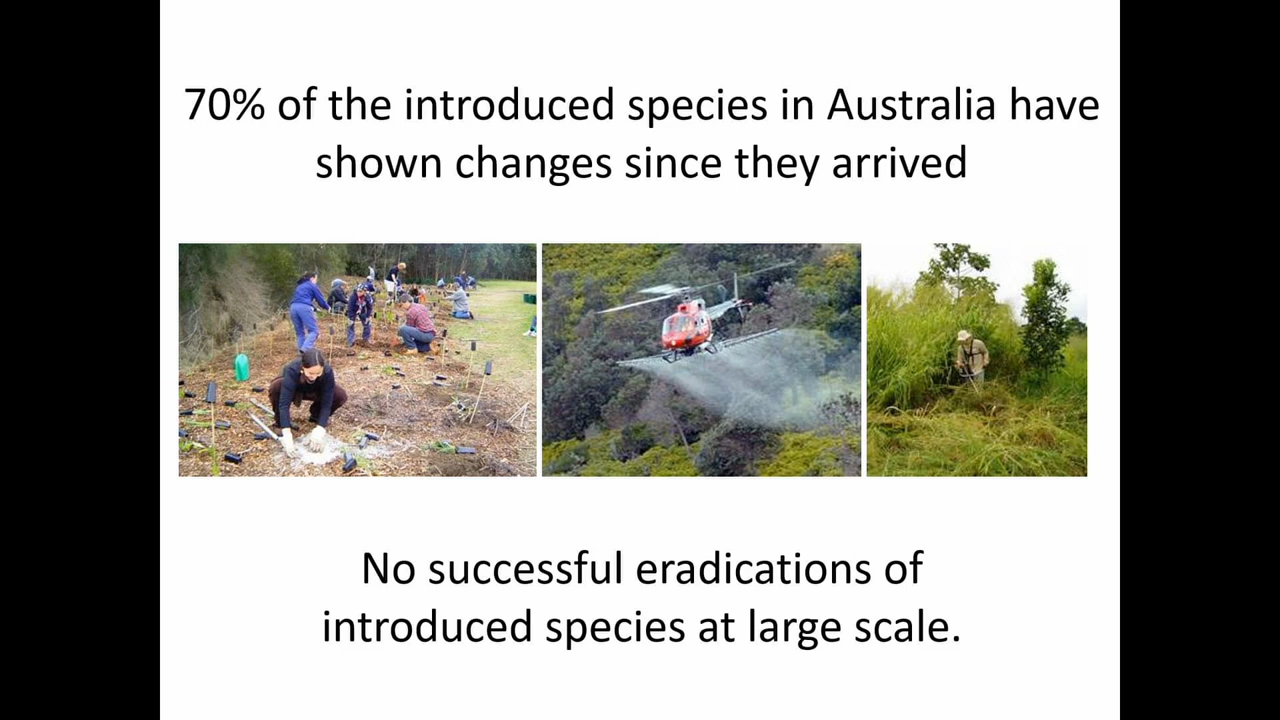 70% of the introduced species in Australia have
shown changes since they arrived
No successful eradications of
introduced species at large scale.